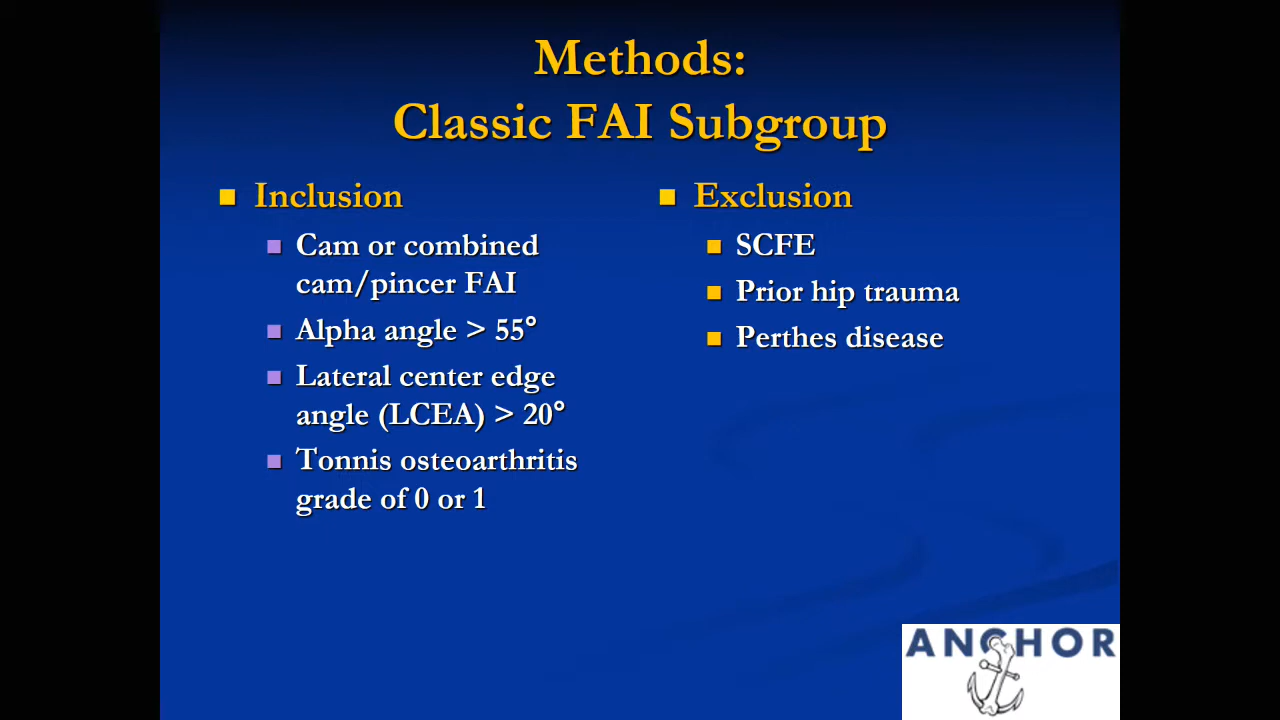 Methods:
Classic FAI Subgroup
Inclusion
Cam or combined
cam/pincer FAI
Alpha angle > 55°
Lateral center edge
angle (LCEA) > 20°
Tonnis osteoarthritis
grade of 0 or 1
Exclusion
SCFE
Prior hip trauma
Perthes disease
ANCHOR